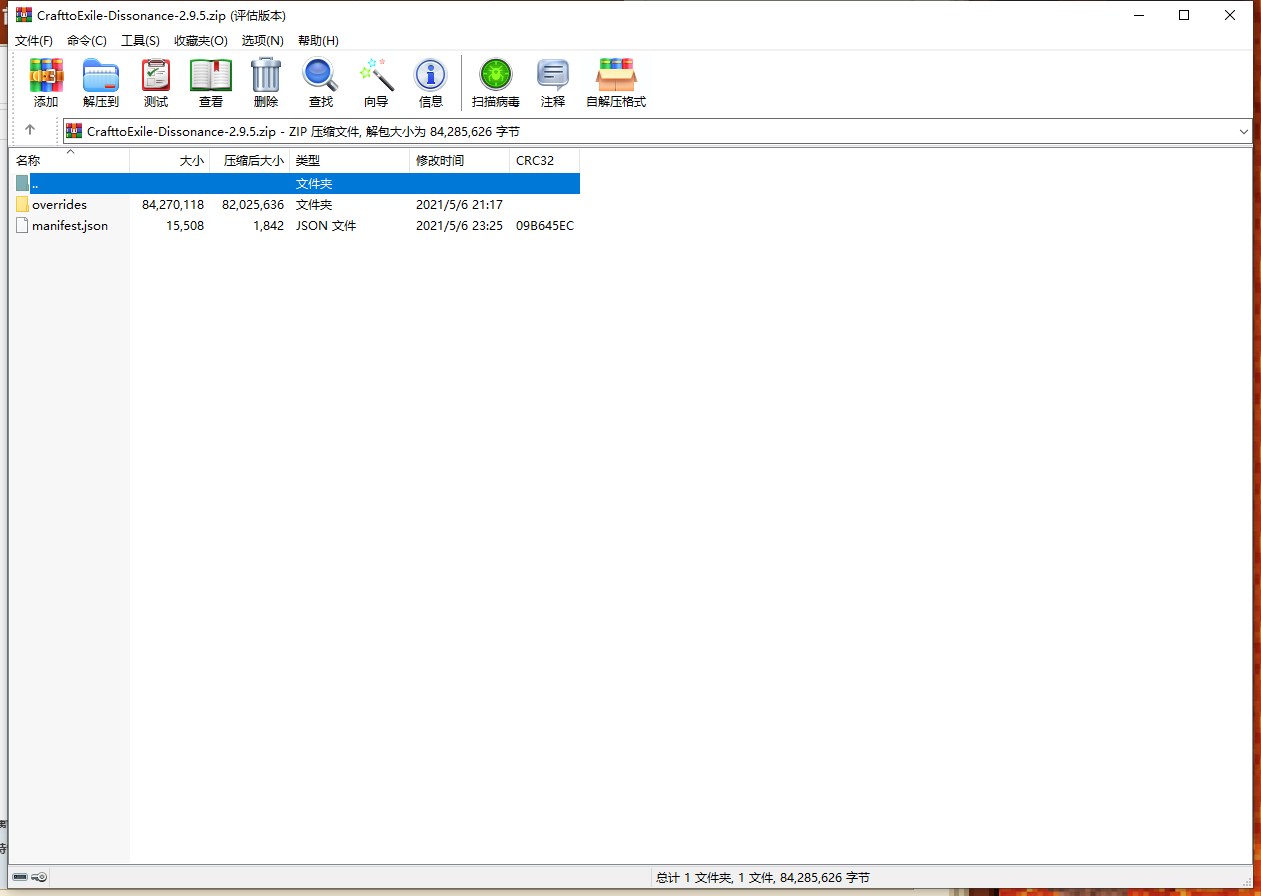 CrafttoExile-Dissonance-2.9.5.zip (评估版本)
文件(F) 命令(C) 工具(S) 收藏夹(O) 选项(N) 帮助(H)
添加 解压到 测试 查看 删除 查找 向导 信息 扫描病毒 注释 自解压格式
CrafttoExile-Dissonance-2.9.5.zip - ZIP 压缩文件, 解包大小为 84,285,626 字节
名称 大小 压缩后大小 类型 修改时间 CRC32
.. 文件夹
overrides 84,270,118 82,025,636 文件夹 2021/5/6 21:17
manifest.json 15,508 1,842 JSON 文件 2021/5/6 23:25 09B645EC
总计 1 文件夹, 1 文件, 84,285,626 字节